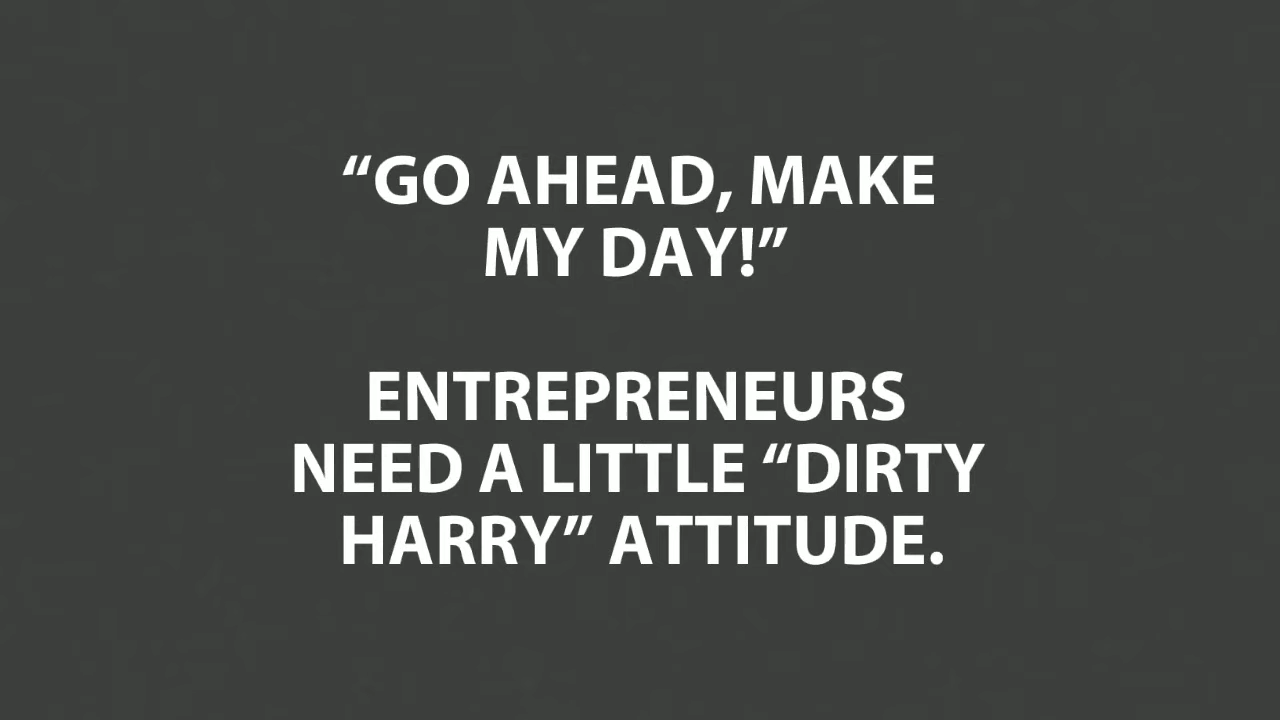 “GO AHEAD, MAKE
MY DAY!”
ENTREPRENEURS
NEED A LITTLE “DIRTY
HARRY” ATTITUDE.